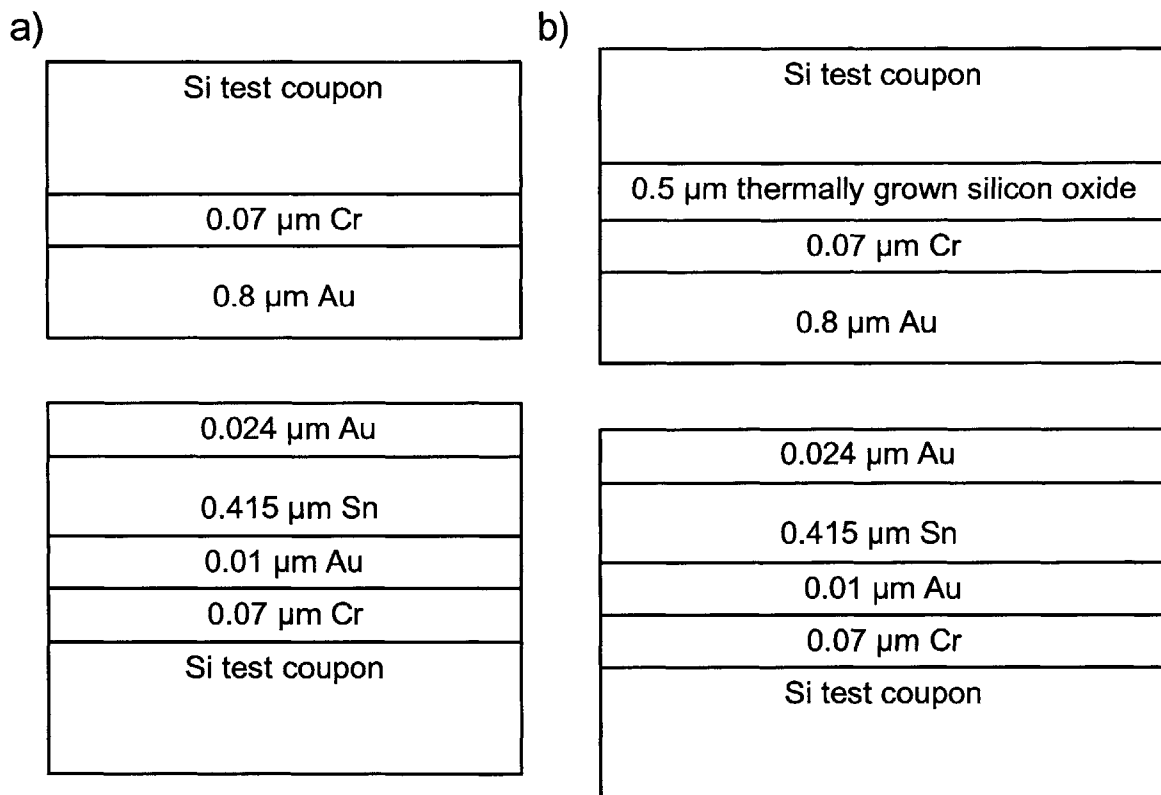 a)
Si test coupon
0.07 µm Cr
0.8 µm Au
0.024 µm Au
0.415 µm Sn
0.01 µm Au
0.07 µm Cr
Si test coupon
b)
Si test coupon
0.5 µm thermally grown silicon oxide
0.07 µm Cr
0.8 µm Au
0.024 µm Au
0.415 µm Sn
0.01 µm Au
0.07 µm Cr
Si test coupon